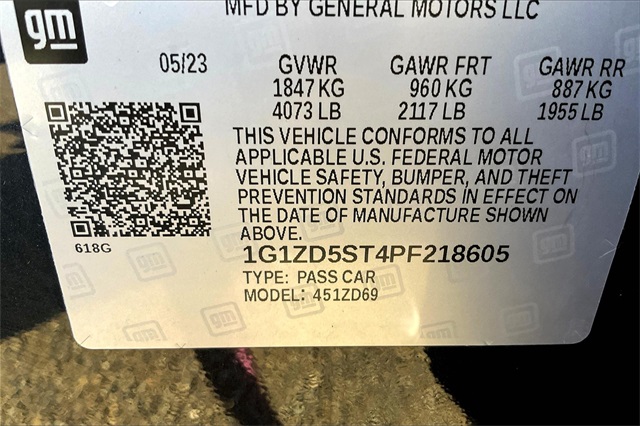 gm
MFD BY GENERAL MOTORS LLC
05/23 GVWR GAWR FRT GAWR RR
1847 KG 960 KG 887 KG
4073 LB 2117 LB 1955 LB
THIS VEHICLE CONFORMS TO ALL
APPLICABLE U.S. FEDERAL MOTOR
VEHICLE SAFETY, BUMPER, AND THEFT
PREVENTION STANDARDS IN EFFECT ON
THE DATE OF MANUFACTURE SHOWN
ABOVE.
618G
1G1ZD5ST4PF218605
TYPE: PASS CAR
MODEL: 451ZD69